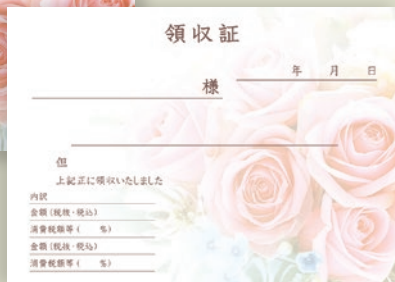 領収証
年 月 日
様
但
上記正に領収いたしました
内訳
金額(税抜・税込)
消費税額等( %)
金額(税抜・税込)
消費税額等( %)